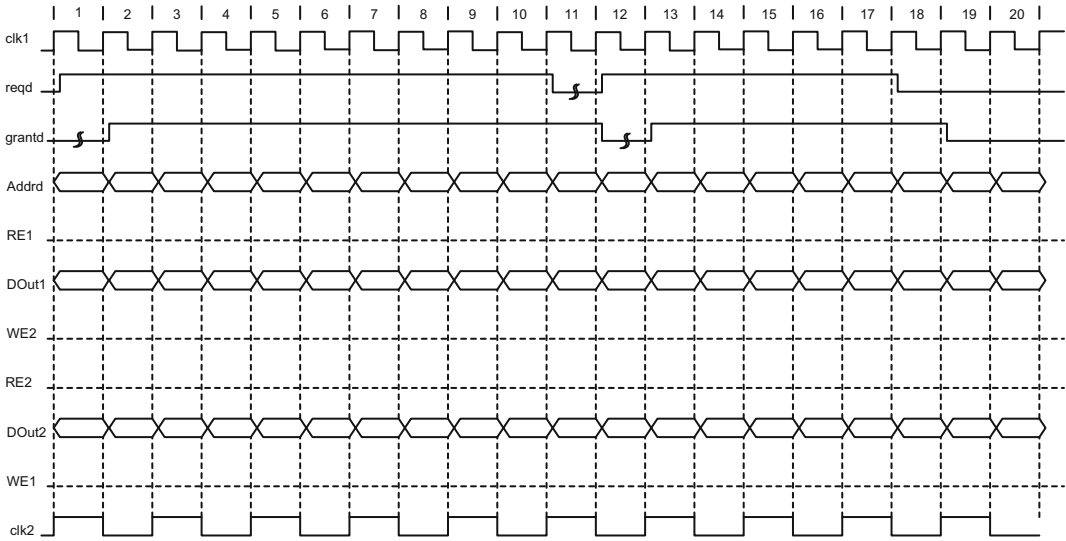 1 2 3 4 5 6 7 8 9 10 11 12 13 14 15 16 17 18 19 20
clk1
reqd
grantd
Addrd
RE1
DOut1
WE2
RE2
DOut2
WE1
clk2